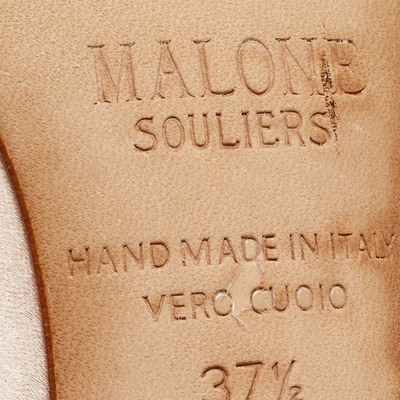 MALONE
SOULIERS
HAND MADE IN ITALY
VERO CUOIO
37½